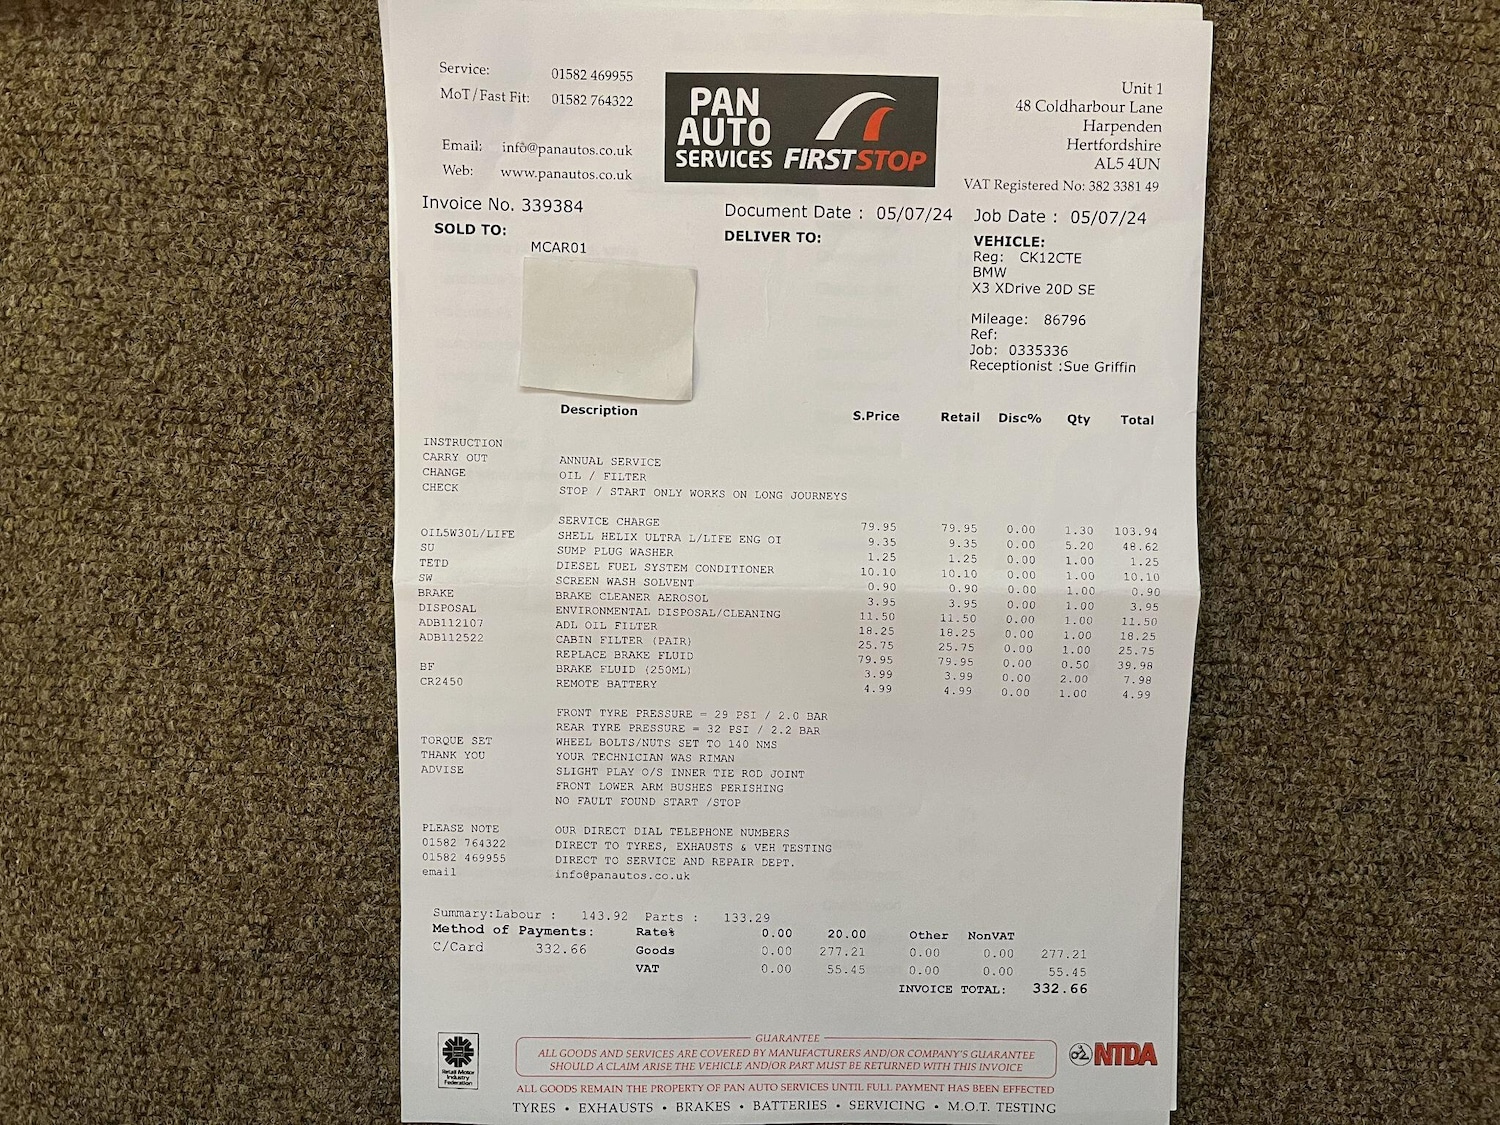 Service: 01582 469955
MoT/Fast Fit: 01582 764322
Email: info@panautos.co.uk
Web: www.panautos.co.uk
PAN
AUTO
SERVICES FIRSTSTOP
Unit 1
48 Coldharbour Lane
Harpenden
Hertfordshire
AL5 4UN
VAT Registered No: 382 3381 49
Invoice No. 339384 Document Date : 05/07/24 Job Date : 05/07/24
SOLD TO: DELIVER TO: VEHICLE:
MCAR01
Reg: CK12CTE
BMW
X3 XDrive 20D SE
Mileage: 86796
Ref:
Job: 0335336
Receptionist :Sue Griffin
Description S.Price Retail Disc% Qty Total
INSTRUCTION
CARRY OUT ANNUAL SERVICE
CHANGE OIL / FILTER
CHECK STOP / START ONLY WORKS ON LONG JOURNEYS
SERVICE CHARGE 79.95 79.95 0.00 1.30 103.94
OIL5W30L/LIFE SHELL HELIX ULTRA L/LIFE ENG OI 9.35 9.35 0.00 5.20 48.62
SU SUMP PLUG WASHER 1.25 1.25 0.00 1.00 1.25
TETD DIESEL FUEL SYSTEM CONDITIONER 10.10 10.10 0.00 1.00 10.10
SW SCREEN WASH SOLVENT 0.90 0.90 0.00 1.00 0.90
BRAKE BRAKE CLEANER AEROSOL 3.95 3.95 0.00 1.00 3.95
DISPOSAL ENVIRONMENTAL DISPOSAL/CLEANING 11.50 11.50 0.00 1.00 11.50
ADB112107 ADL OIL FILTER 18.25 18.25 0.00 1.00 18.25
ADB112522 CABIN FILTER (PAIR) 25.75 25.75 0.00 1.00 25.75
REPLACE BRAKE FLUID 79.95 79.95 0.00 0.50 39.98
BF BRAKE FLUID (250ML) 3.99 3.99 0.00 2.00 7.98
CR2450 REMOTE BATTERY 4.99 4.99 0.00 1.00 4.99
FRONT TYRE PRESSURE = 29 PSI / 2.0 BAR
REAR TYRE PRESSURE = 32 PSI / 2.2 BAR
TORQUE SET WHEEL BOLTS/NUTS SET TO 140 NMS
THANK YOU YOUR TECHNICIAN WAS RIMAN
ADVISE SLIGHT PLAY O/S INNER TIE ROD JOINT
FRONT LOWER ARM BUSHES PERISHING
NO FAULT FOUND START /STOP
PLEASE NOTE OUR DIRECT DIAL TELEPHONE NUMBERS
01582 764322 DIRECT TO TYRES, EXHAUSTS & VEH TESTING
01582 469955 DIRECT TO SERVICE AND REPAIR DEPT.
email info@panautos.co.uk
Summary:Labour : 143.92 Parts : 133.29
Method of Payments: Rate% 0.00 20.00 Other NonVAT
C/Card 332.66 Goods 0.00 277.21 0.00 0.00 277.21
VAT 0.00 55.45 0.00 0.00 55.45
INVOICE TOTAL: 332.66
Retail Motor
Industry
Federation
GUARANTEE
ALL GOODS AND SERVICES ARE COVERED BY MANUFACTURERS AND/OR COMPANY'S GUARANTEE
SHOULD A CLAIM ARISE THE VEHICLE AND/OR PART MUST BE RETURNED WITH THIS INVOICE
NTDA
ALL GOODS REMAIN THE PROPERTY OF PAN AUTO SERVICES UNTIL FULL PAYMENT HAS BEEN EFFECTED
TYRES • EXHAUSTS • BRAKES • BATTERIES • SERVICING • M.O.T. TESTING